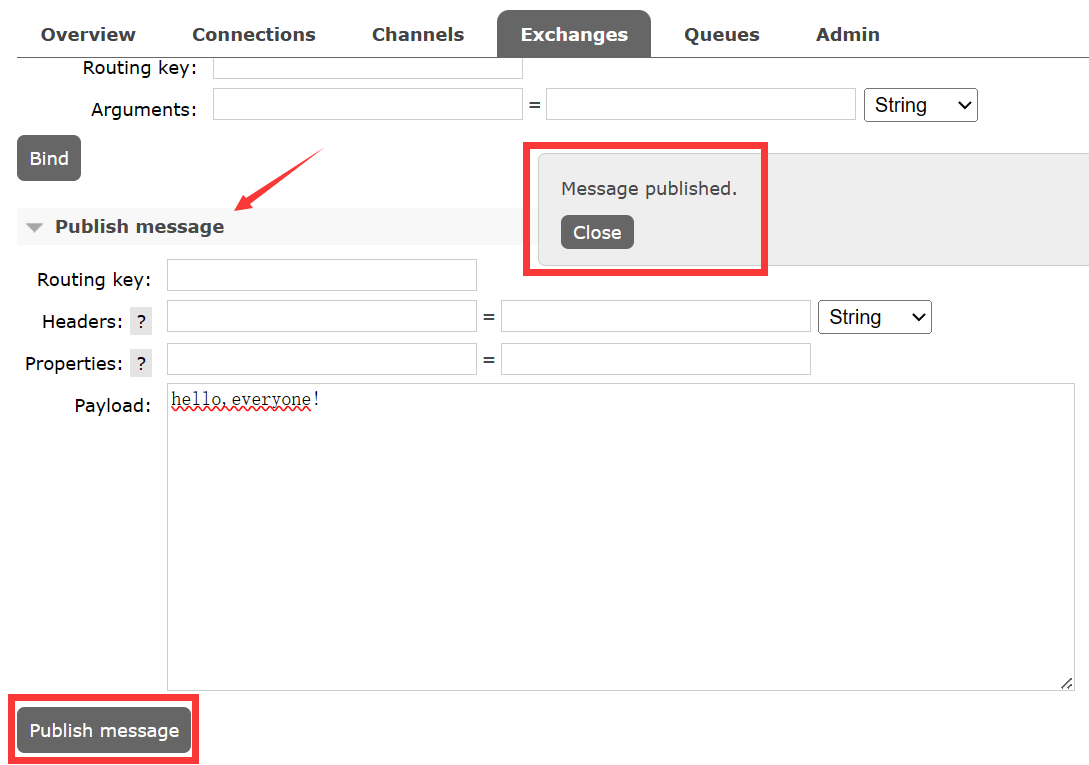 Overview Connections Channels Exchanges Queues Admin
Routing key:
Arguments: = String
Bind
Message published.
Close
Publish message
Routing key:
Headers: ? = String
Properties: ? =
Payload: hello,everyone!
Publish message